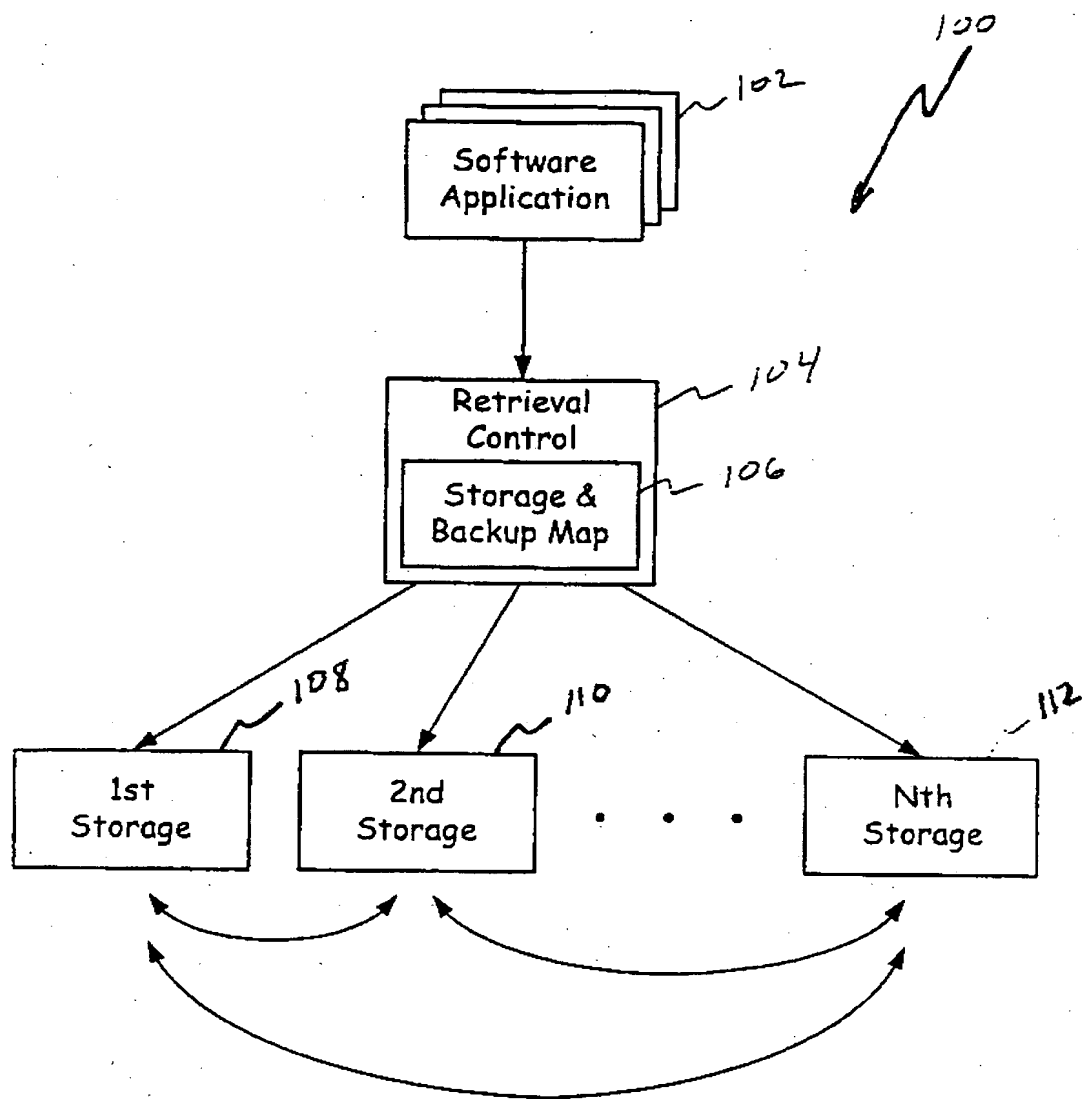 100
102
Software
Application
104
Retrieval
Control
106
Storage &
Backup Map
108
110
112
1st
Storage
2nd
Storage
Nth
Storage